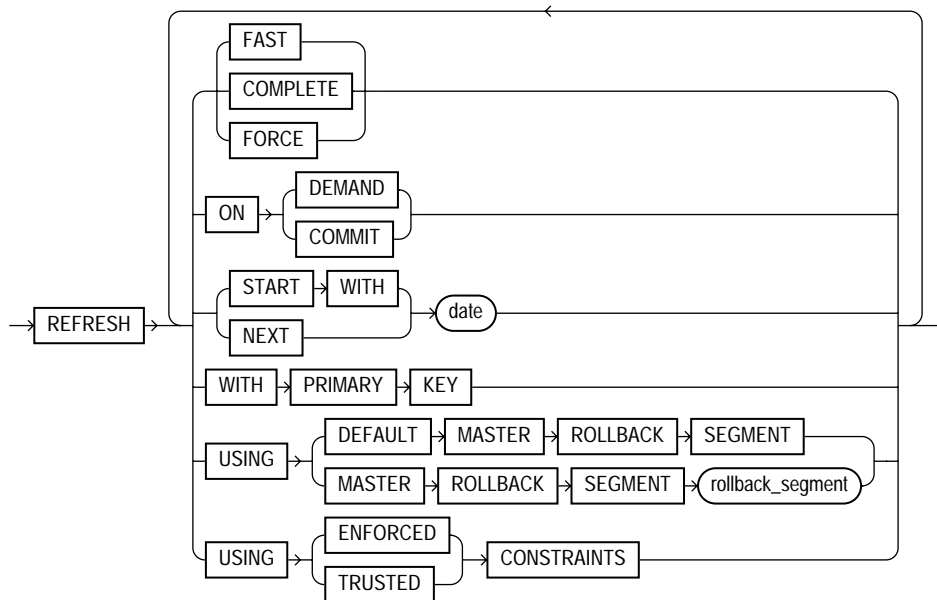 FAST
COMPLETE
FORCE
ON DEMAND
COMMIT
START WITH date
NEXT
REFRESH
WITH PRIMARY KEY
USING DEFAULT MASTER ROLLBACK SEGMENT
MASTER ROLLBACK SEGMENT rollback_segment
USING ENFORCED CONSTRAINTS
TRUSTED